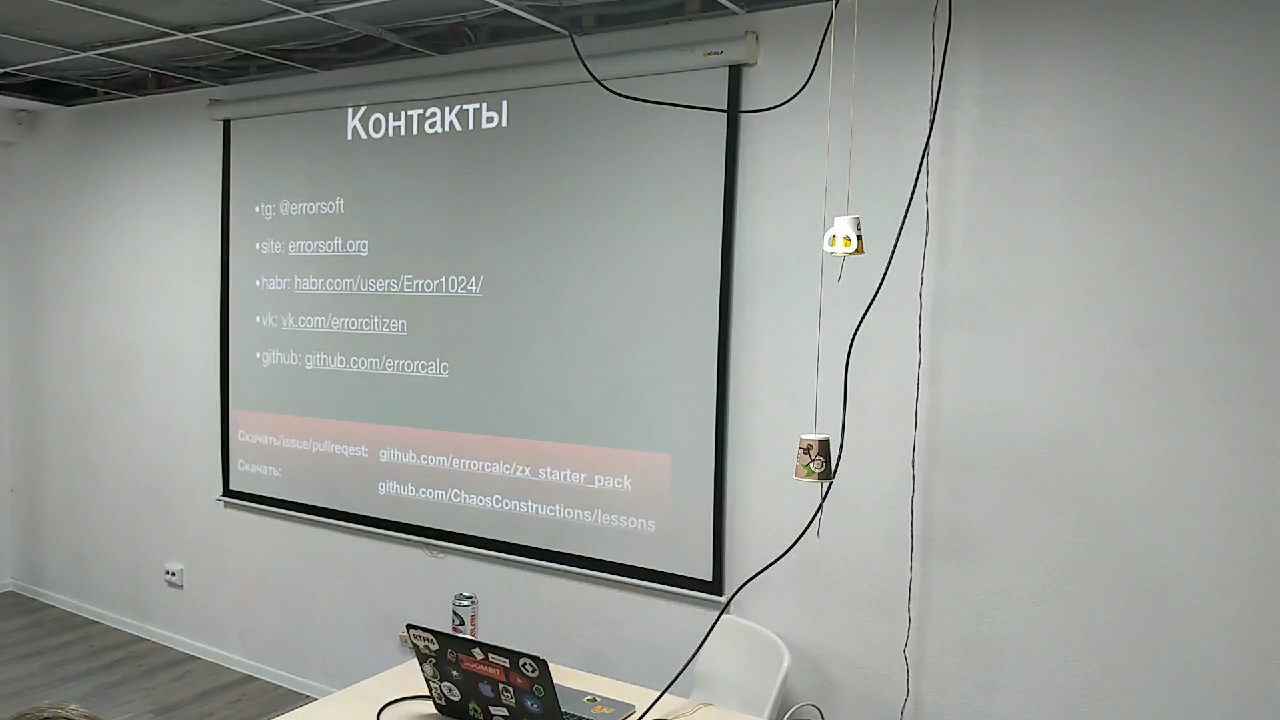 Контакты
•tg: @errorsoft
•site: errorsoft.org
•habr: habr.com/users/Error1024/
•vk: vk.com/errorcitizen
•github: github.com/errorcalc
Скачать/issue/pullreqest: github.com/errorcalc/zx_starter_pack
Скачать:
github.com/ChaosConstructions/lessons
RTFM